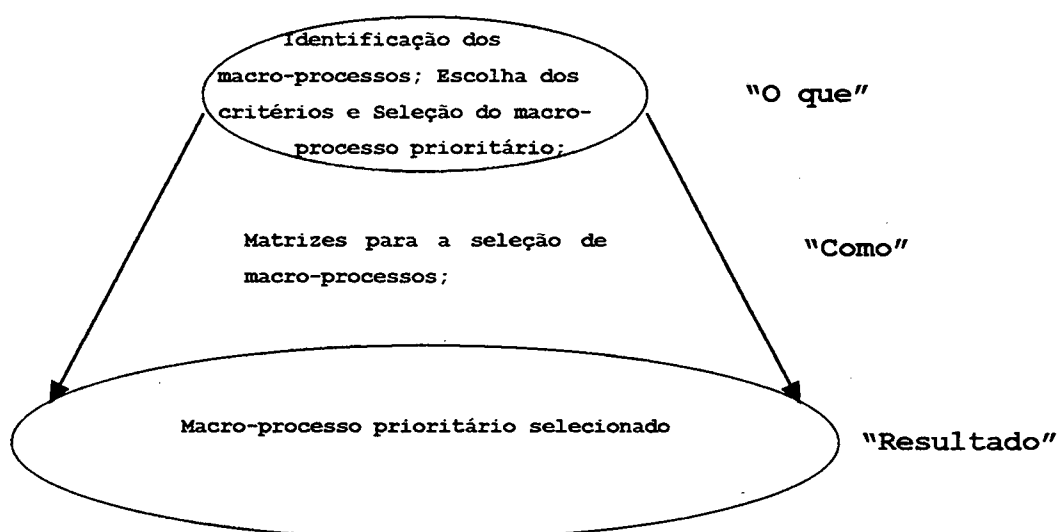 Identificação dos
macro-processos; Escolha dos
critérios e Seleção do macro-
processo prioritário;
"O que"
Matrizes para a seleção de
macro-processos;
"Como"
Macro-processo prioritário selecionado
"Resultado"